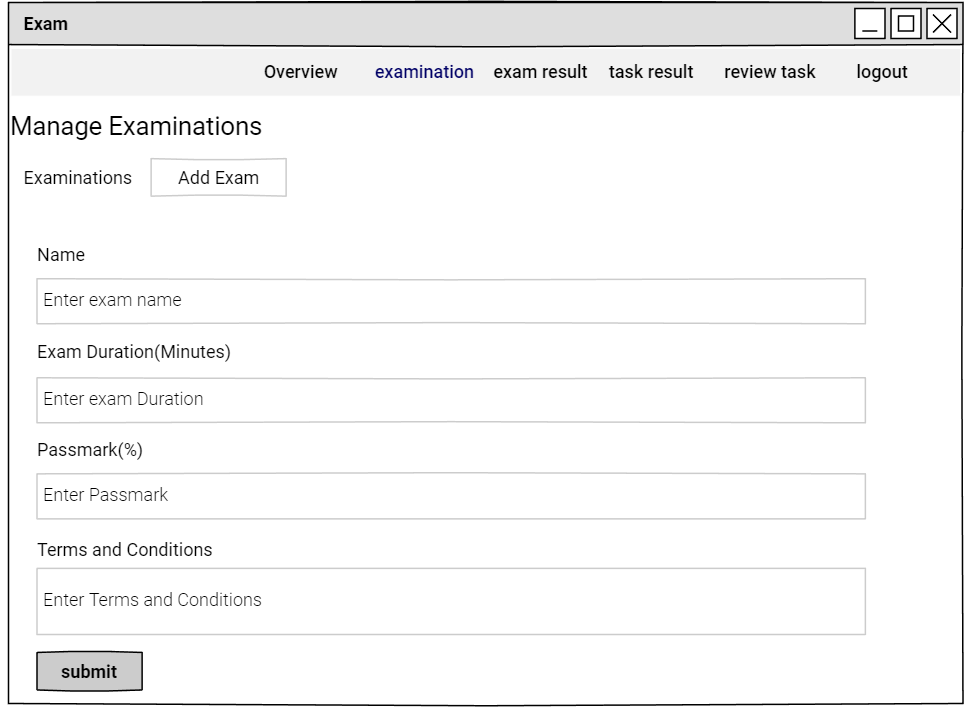 Exam
Overview examination exam result task result review task logout
Manage Examinations
Examinations Add Exam
Name
Enter exam name
Exam Duration(Minutes)
Enter exam Duration
Passmark(%)
Enter Passmark
Terms and Conditions
Enter Terms and Conditions
submit